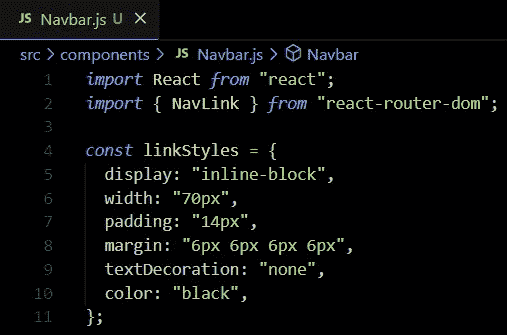 JS Navbar.js U ×
src > components > JS Navbar.js > Navbar
1 import React from "react";
2 import { NavLink } from "react-router-dom";
3
4 const linkStyles = {
5   display: "inline-block",
6   width: "70px",
7   padding: "14px",
8   margin: "6px 6px 6px 6px",
9   textDecoration: "none",
10   color: "black",
11 };